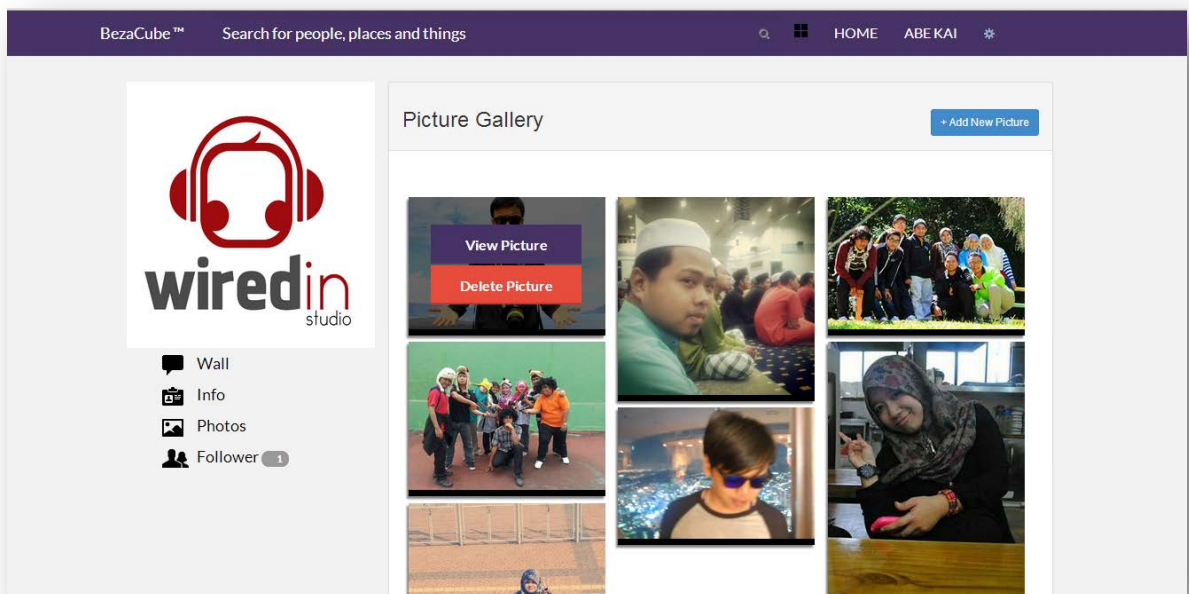 BezaCube™ Search for people, places and things HOME ABE KAI
wiredin
studio
Wall
Info
Photos
Follower 1
Picture Gallery
+ Add New Picture
View Picture
Delete Picture